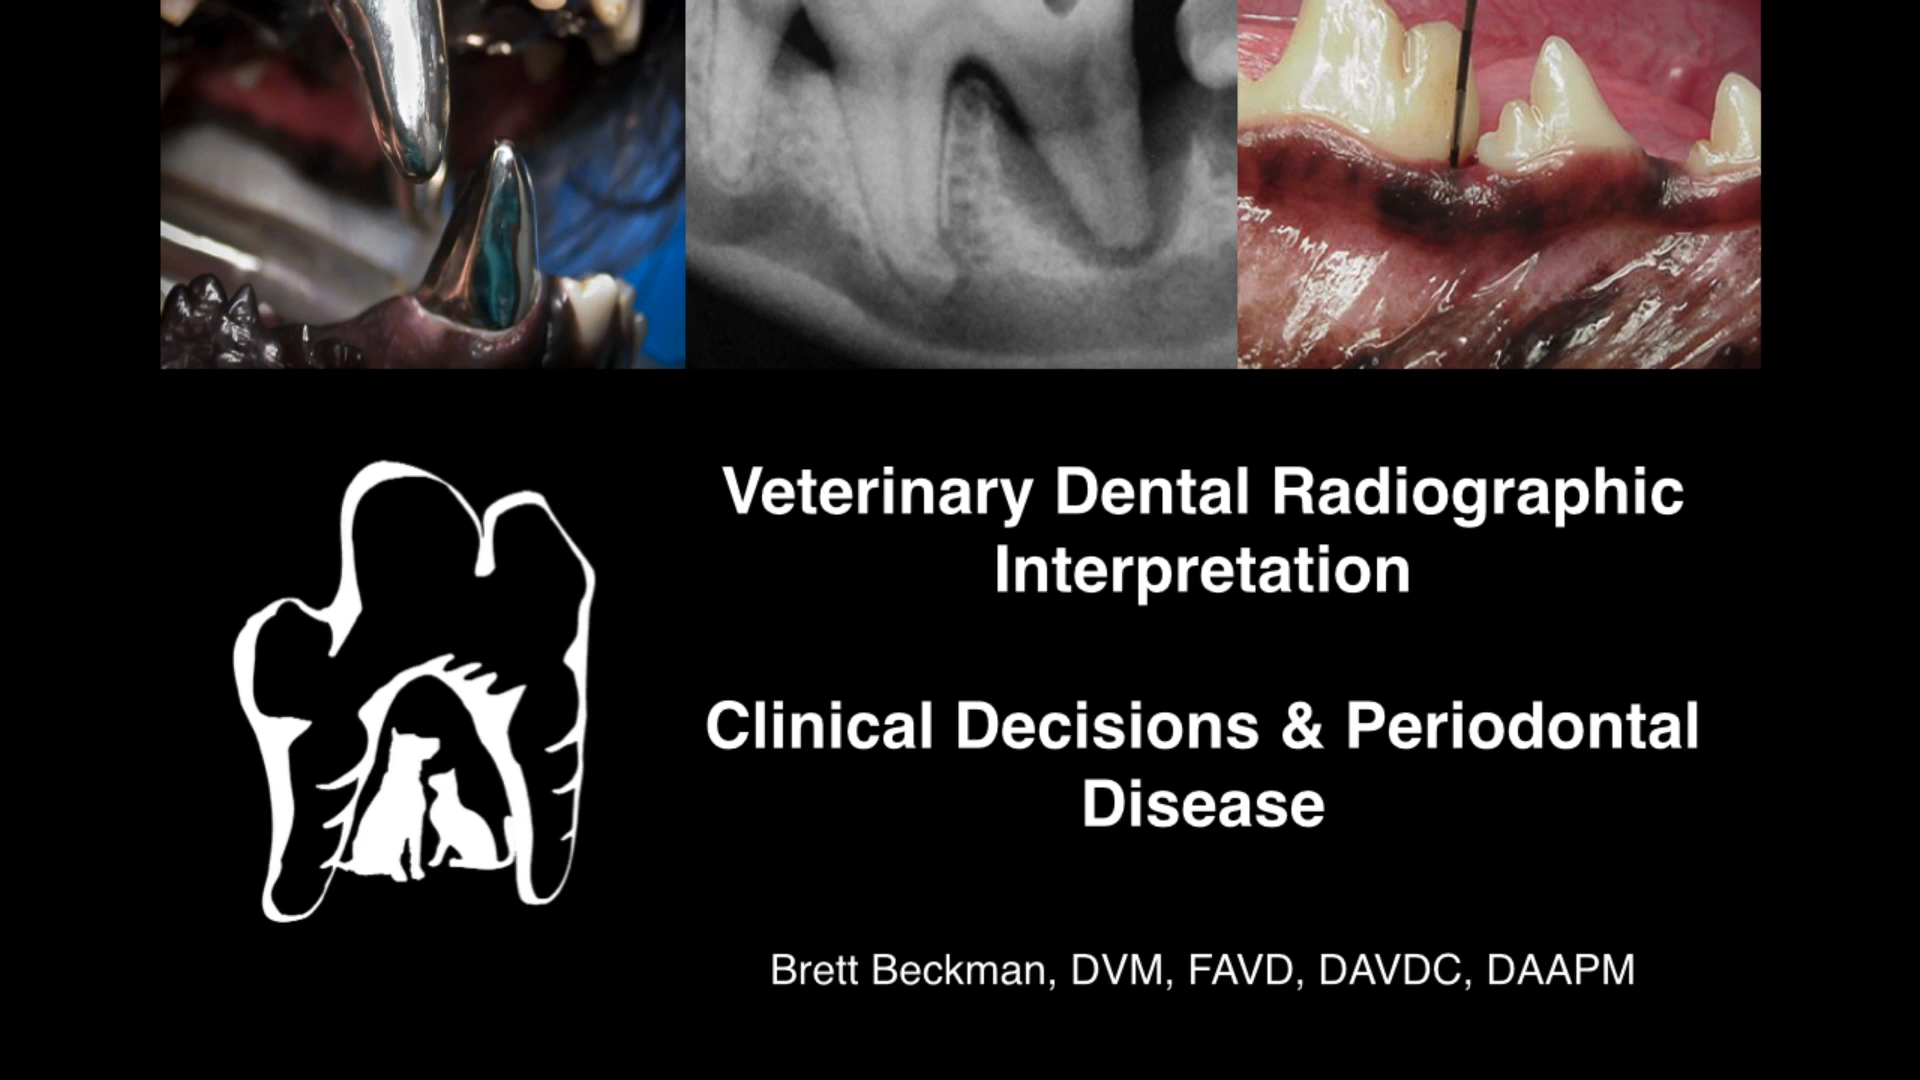 Veterinary Dental Radiographic
Interpretation
Clinical Decisions & Periodontal
Disease
Brett Beckman, DVM, FAVD, DAVDC, DAAPM